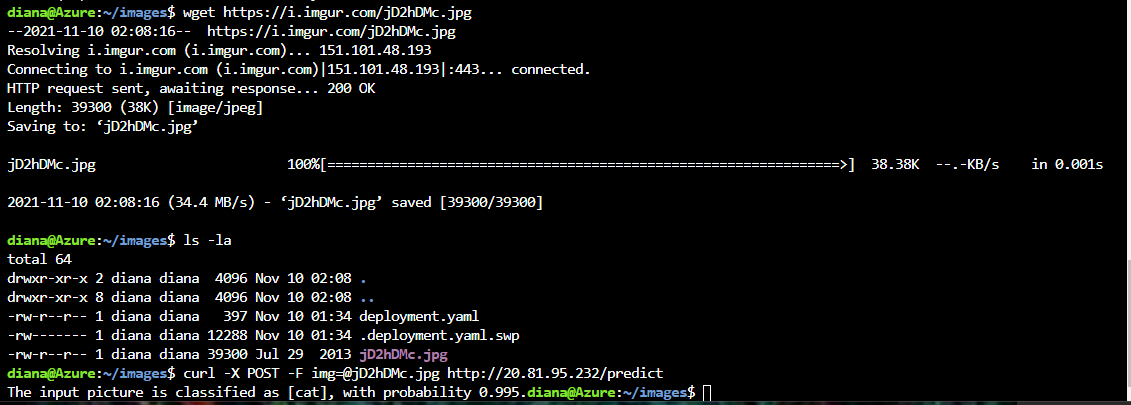 diana@Azure:~/images$ wget https://i.imgur.com/jD2hDMc.jpg
--2021-11-10 02:08:16--  https://i.imgur.com/jD2hDMc.jpg
Resolving i.imgur.com (i.imgur.com)... 151.101.48.193
Connecting to i.imgur.com (i.imgur.com)|151.101.48.193|:443... connected.
HTTP request sent, awaiting response... 200 OK
Length: 39300 (38K) [image/jpeg]
Saving to: ‘jD2hDMc.jpg’
jD2hDMc.jpg                        100%[================================================================>]  38.38K  --.-KB/s    in 0.001s
2021-11-10 02:08:16 (34.4 MB/s) - ‘jD2hDMc.jpg’ saved [39300/39300]
diana@Azure:~/images$ ls -la
total 64
drwxr-xr-x 2 diana diana  4096 Nov 10 02:08 .
drwxr-xr-x 8 diana diana  4096 Nov 10 02:08 ..
-rw-r--r-- 1 diana diana   397 Nov 10 01:34 deployment.yaml
-rw------- 1 diana diana 12288 Nov 10 01:34 .deployment.yaml.swp
-rw-r--r-- 1 diana diana 39300 Jul 29  2013 jD2hDMc.jpg
diana@Azure:~/images$ curl -X POST -F img=@jD2hDMc.jpg http://20.81.95.232/predict
The input picture is classified as [cat], with probability 0.995.diana@Azure:~/images$